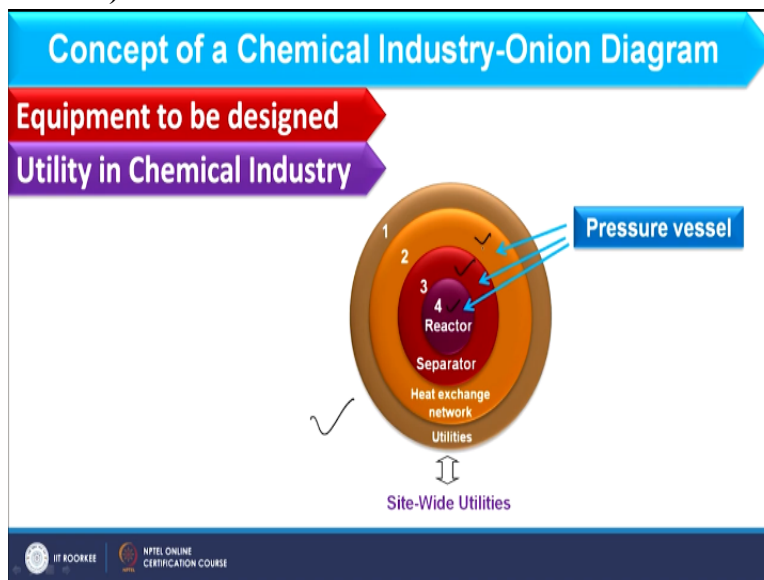 Concept of a Chemical Industry-Onion Diagram
Equipment to be designed
Utility in Chemical Industry
Pressure vessel
1
2
3
4
Reactor
Separator
Heat exchange
network
Utilities
Site-Wide Utilities
IIT ROORKEE
NPTEL ONLINE
CERTIFICATION COURSE